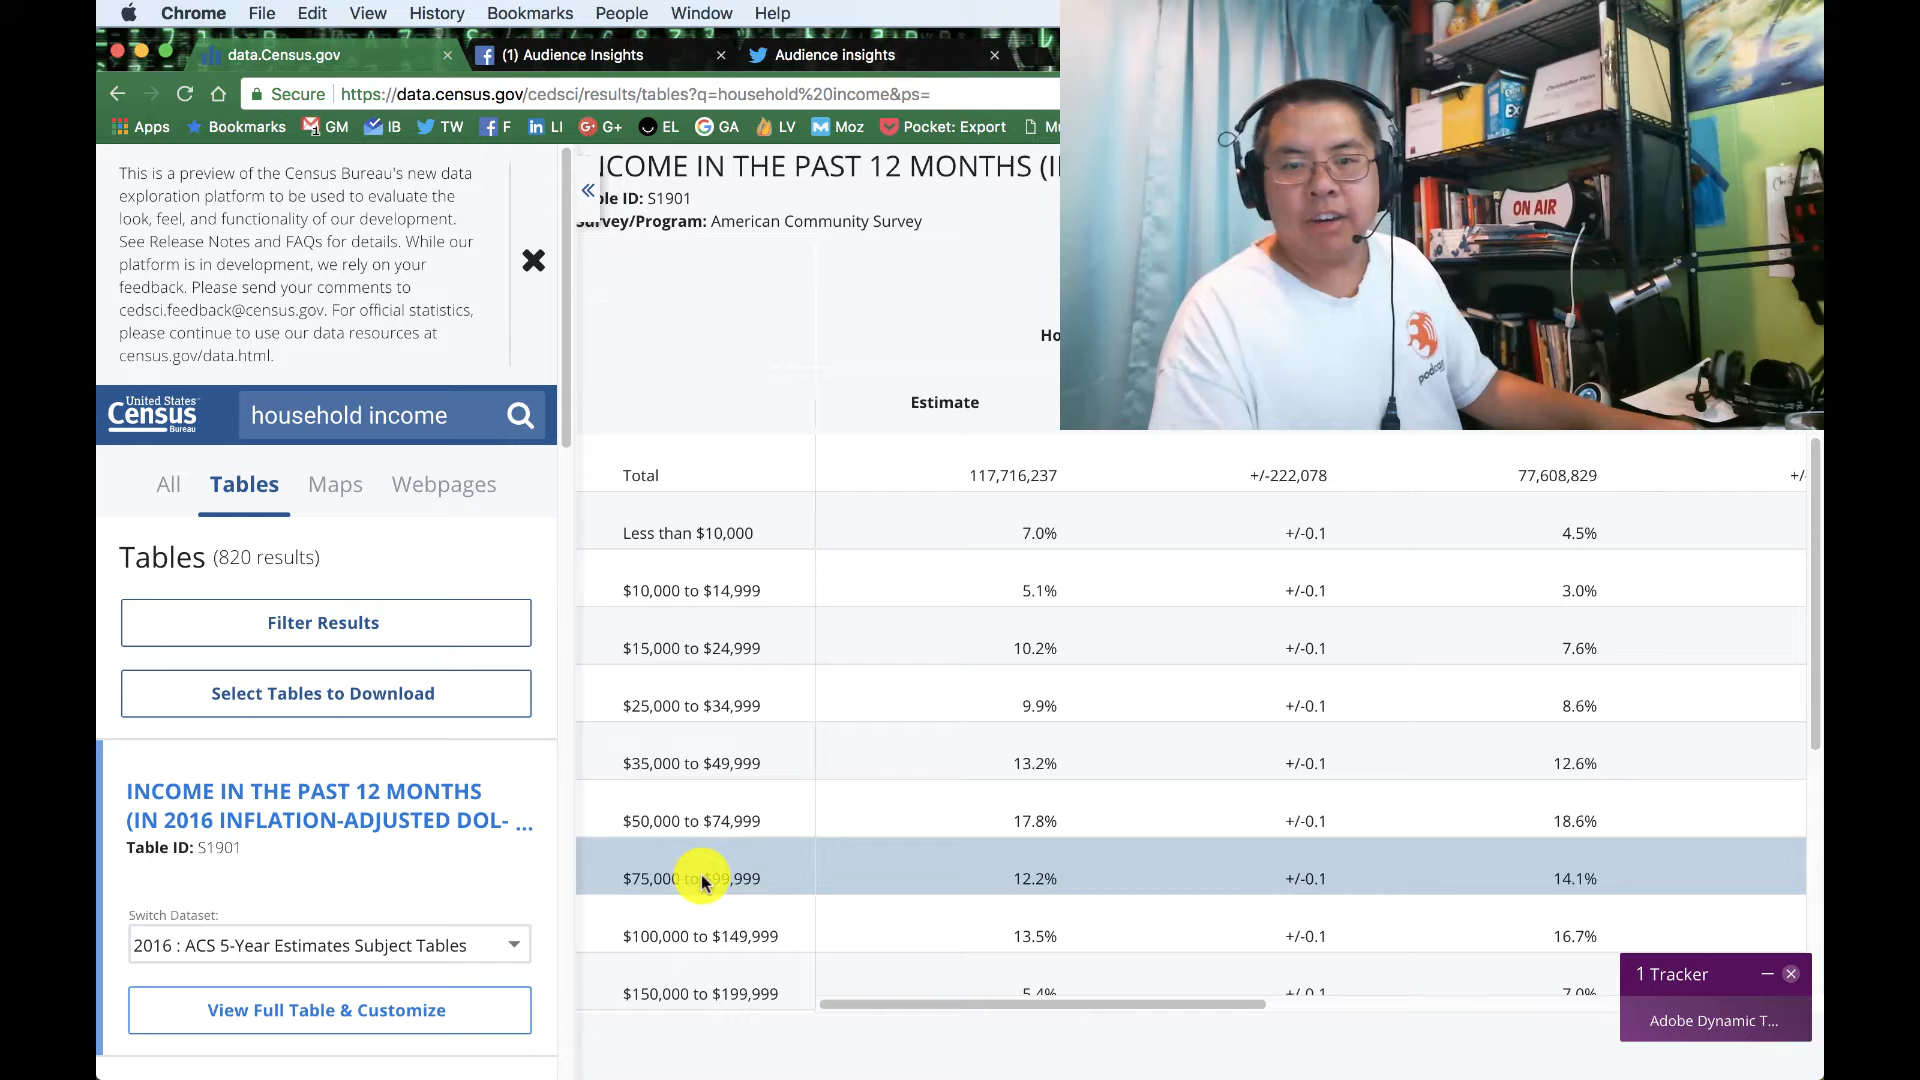 Chrome File Edit View History Bookmarks People Window Help
data.Census.gov
(1) Audience Insights
Audience insights
Secure
https://data.census.gov/cedsci/results/tables?q=household%20income&ps=
Apps Bookmarks GM IB TW F LI G+ EL GA LV Moz Pocket: Export
This is a preview of the Census Bureau's new data
exploration platform to be used to evaluate the
look, feel, and functionality of our development.
See Release Notes and FAQs for details. While our
platform is in development, we rely on your
feedback. Please send your comments to
cedsci.feedback@census.gov. For official statistics,
please continue to use our data resources at
census.gov/data.html.
United States
Census
Bureau
household income
All Tables Maps Webpages
Tables (820 results)
Filter Results
Select Tables to Download
INCOME IN THE PAST 12 MONTHS
(IN 2016 INFLATION-ADJUSTED DOL- ...
Table ID: S1901
Switch Dataset:
2016 : ACS 5-Year Estimates Subject Tables
View Full Table & Customize
NCOME IN THE PAST 12 MONTHS (I
ble ID: S1901
Survey/Program: American Community Survey
Ho
Estimate
Total 117,716,237 +/-222,078 77,608,829 +/
Less than $10,000 7.0% +/-0.1 4.5%
$10,000 to $14,999 5.1% +/-0.1 3.0%
$15,000 to $24,999 10.2% +/-0.1 7.6%
$25,000 to $34,999 9.9% +/-0.1 8.6%
$35,000 to $49,999 13.2% +/-0.1 12.6%
$50,000 to $74,999 17.8% +/-0.1 18.6%
$75,000 to $99,999 12.2% +/-0.1 14.1%
$100,000 to $149,999 13.5% +/-0.1 16.7%
$150,000 to $199,999 5.4% +/-0.1 7.0%
1 Tracker
Adobe Dynamic T...
ON AIR